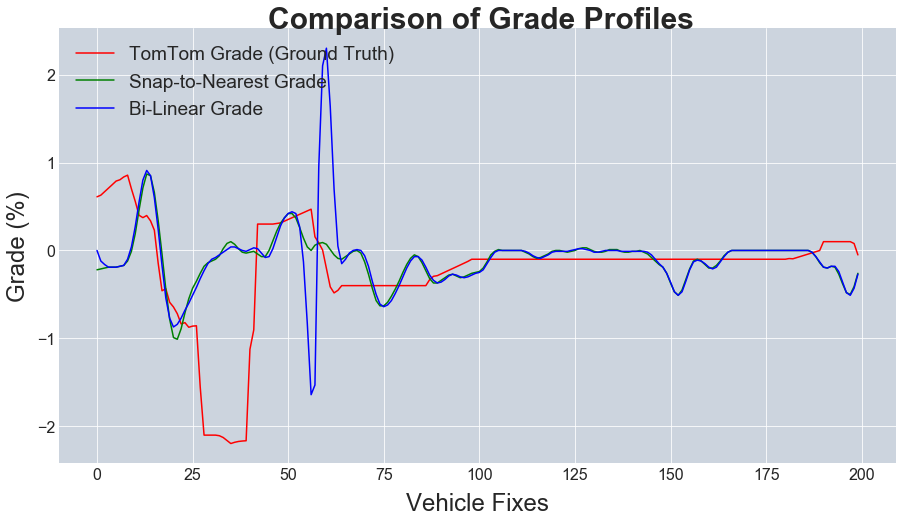 Comparison of Grade Profiles
TomTom Grade (Ground Truth)
Snap-to-Nearest Grade
Bi-Linear Grade
Grade (%)
2
1
0
−1
−2
0 25 50 75 100 125 150 175 200
Vehicle Fixes